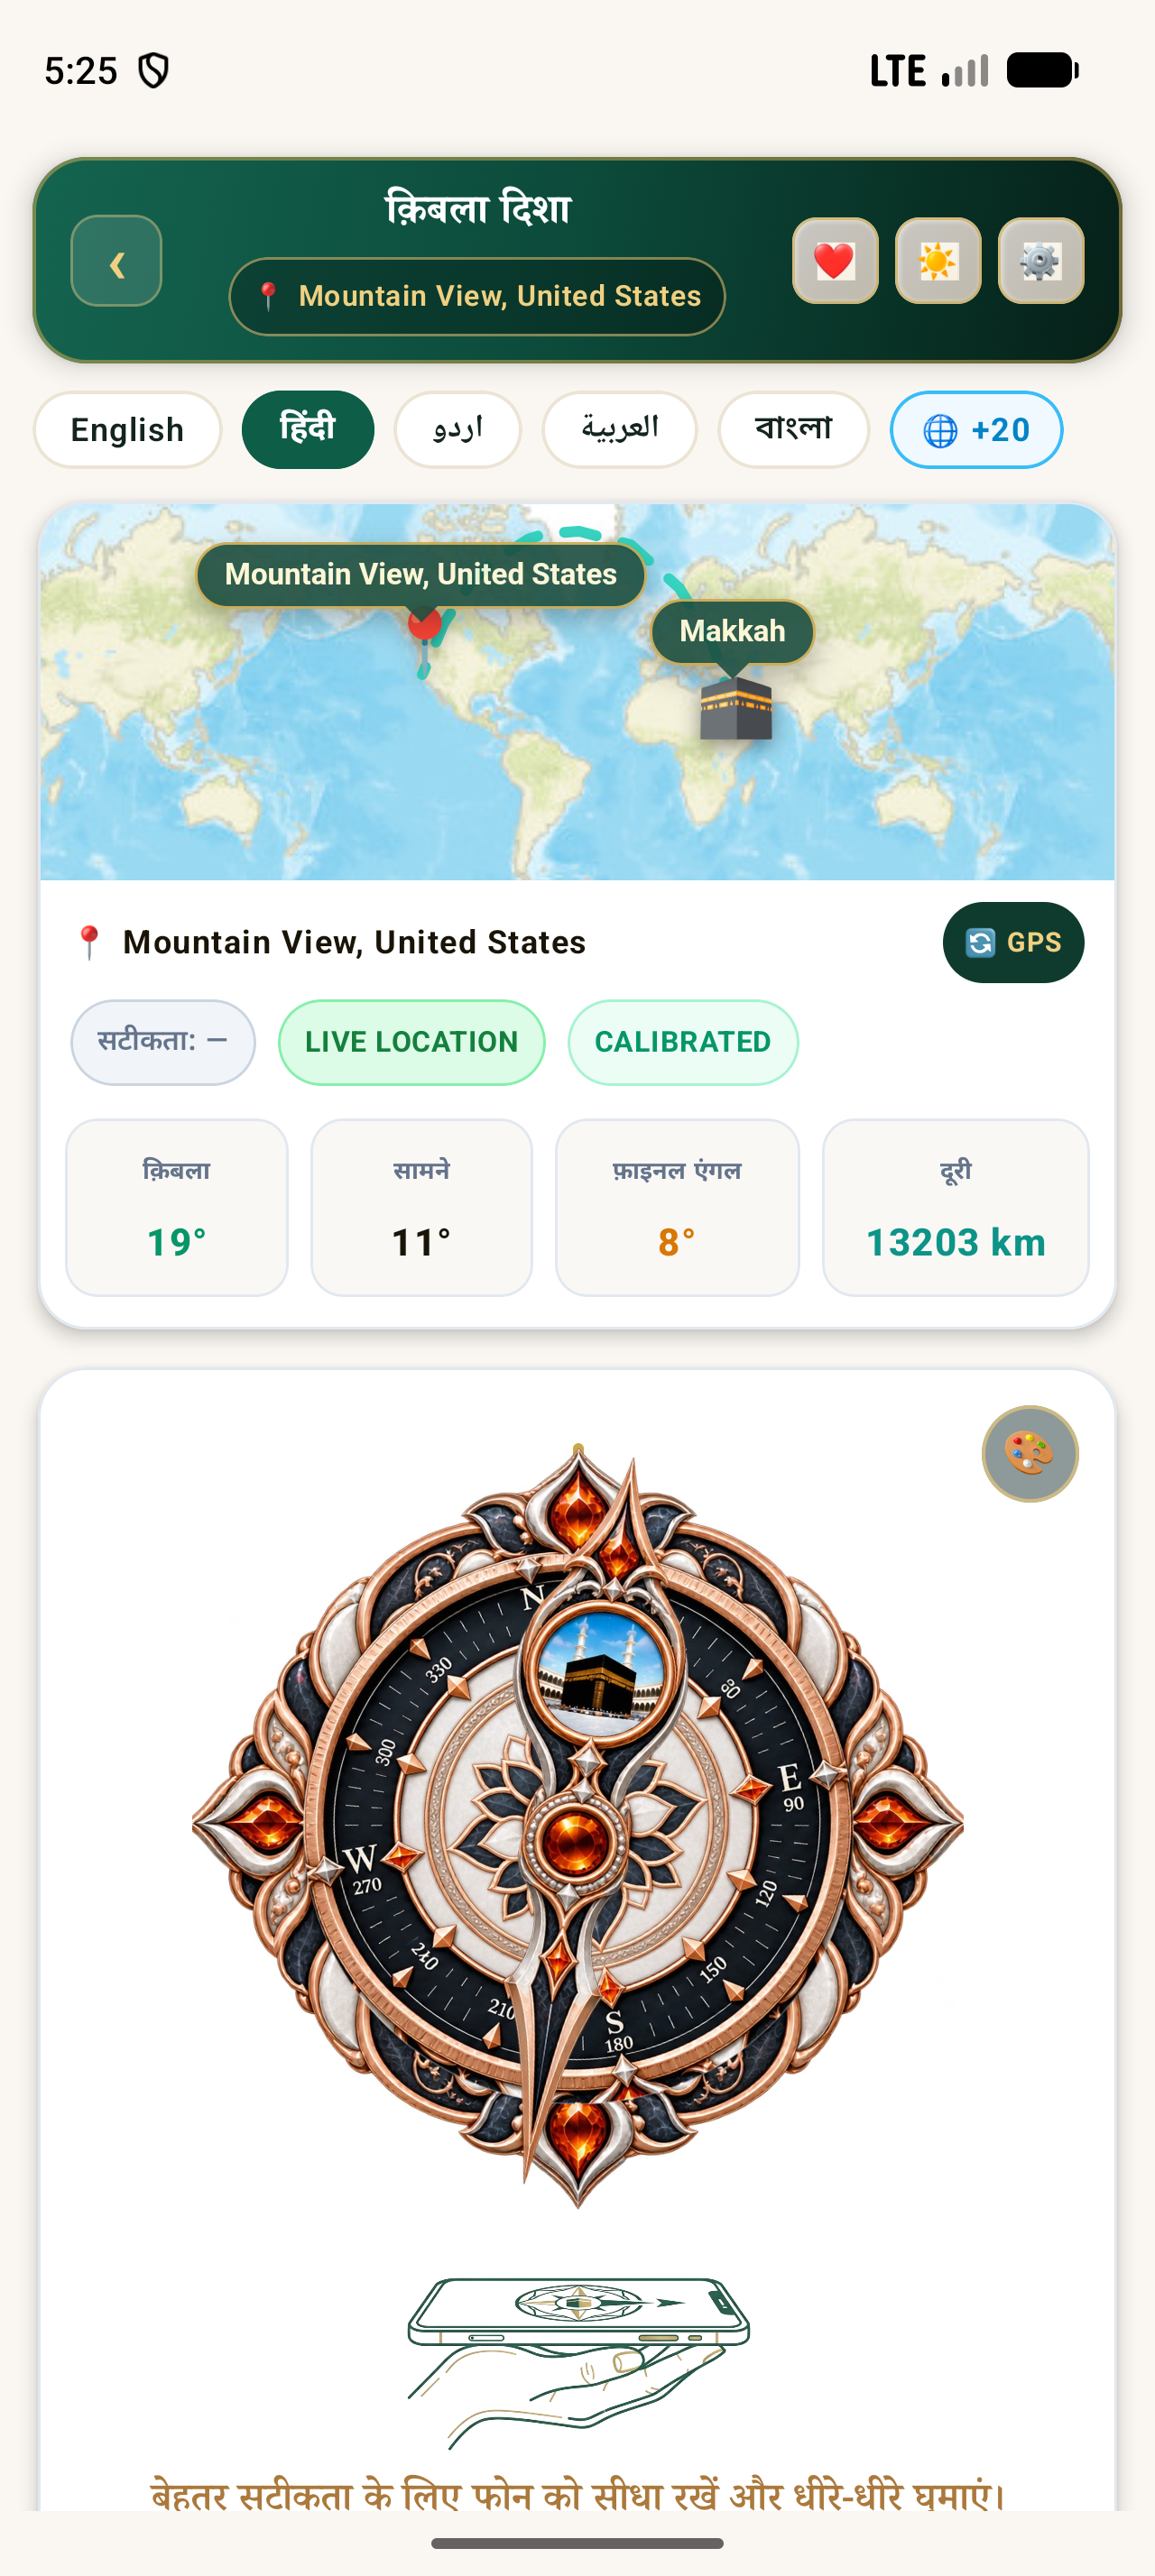 5:25
LTE
क़िबला दिशा
‹
📍 Mountain View, United States
English
हिंदी
اردو
العربية
বাংলা
🌐 +20
Mountain View, United States
Makkah
📍 Mountain View, United States
🔄 GPS
सटीकता: —
LIVE LOCATION
CALIBRATED
क़िबला
सामने
फ़ाइनल एंगल
दूरी
19°
11°
8°
13203 km
N
330
300
W
270
240
210
S
180
150
120
E
90
60
बेहतर सटीकता के लिए फोन को सीधा रखें और धीरे-धीरे घुमाएं।